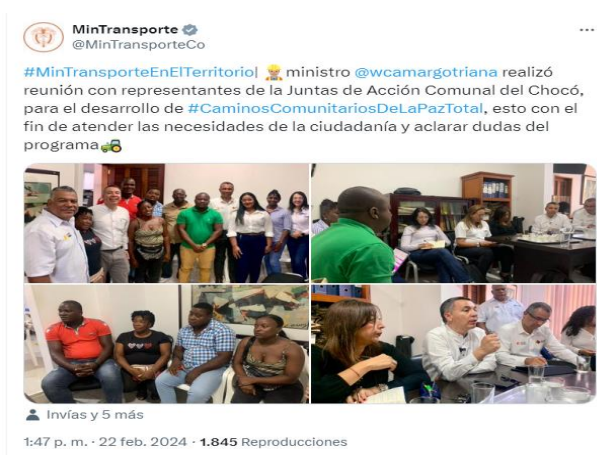 MinTransporte
@MinTransporteCo
#MinTransporteEnElTerritorio| 👷ministro @wcamargotriana realizó
reunión con representantes de la Juntas de Acción Comunal del Chocó,
para el desarrollo de #CaminosComunitariosDeLaPazTotal, esto con el
fin de atender las necesidades de la ciudadanía y aclarar dudas del
programa🚜
Invías y 5 más
1:47 p. m. · 22 feb. 2024 · 1.845 Reproducciones